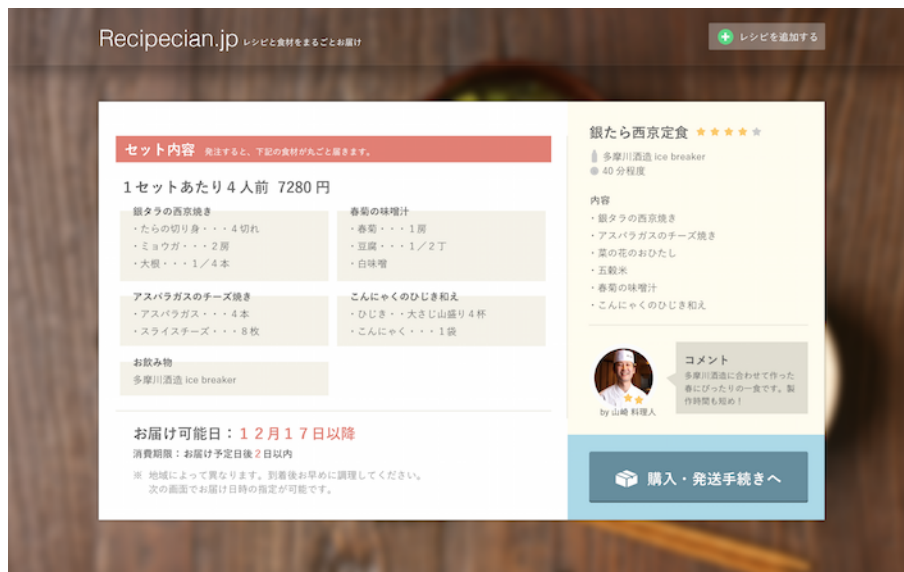 Recipecian.jp レシピと食材をまるごとお届け
レシピを追加する
セット内容 発注すると、下記の食材が丸ごと届きます。
1セットあたり4人前 7280円
銀タラの西京焼き
・たらの切り身・・・4切れ
・ミョウガ・・・2房
・大根・・・1／4本
春菊の味噌汁
・春菊・・・1房
・豆腐・・・1／2丁
・白味噌
アスパラガスのチーズ焼き
・アスパラガス・・・4本
・スライスチーズ・・・8枚
こんにゃくのひじき和え
・ひじき・・大さじ山盛り4杯
・こんにゃく・・・1袋
お飲み物
多摩川酒造 ice breaker
お届け可能日：12月17日以降
消費期限：お届け予定日後2日以内
※ 地域によって異なります。到着後お早めに調理してください。
次の画面でお届け日時の指定が可能です。
銀たら西京定食 ★★★★★
多摩川酒造 ice breaker
40分程度
内容
・銀タラの西京焼き
・アスパラガスのチーズ焼き
・菜の花のおひたし
・五穀米
・春菊の味噌汁
・こんにゃくのひじき和え
by 山崎 料理人
コメント
多摩川酒造に合わせて作った
春にぴったりの一食です。製
作時間も短め！
購入・発送手続きへ